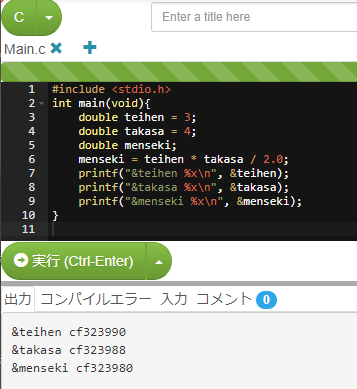 C
Enter a title here
Main.c
1 #include <stdio.h>
2 int main(void){
3 double teihen = 3;
4 double takasa = 4;
5 double menseki;
6 menseki = teihen * takasa / 2.0;
7 printf("&teihen %x\n", &teihen);
8 printf("&takasa %x\n", &takasa);
9 printf("&menseki %x\n", &menseki);
10 }
11
実行 (Ctrl-Enter)
出力 コンパイルエラー 入力 コメント 0
&teihen cf323990
&takasa cf323988
&menseki cf323980